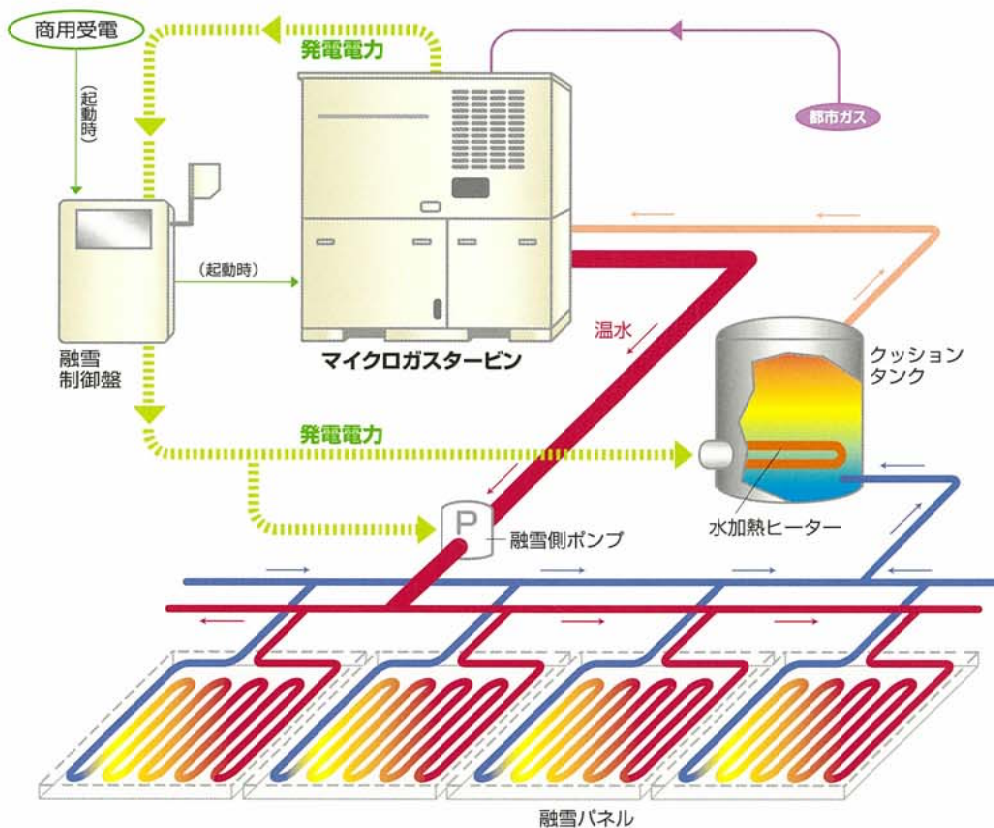 商用受電
発電電力
都市ガス
(起動時)
(起動時)
温水
融雪
制御盤
マイクロガスタービン
クッション
タンク
発電電力
P
融雪側ポンプ
水加熱ヒーター
融雪パネル